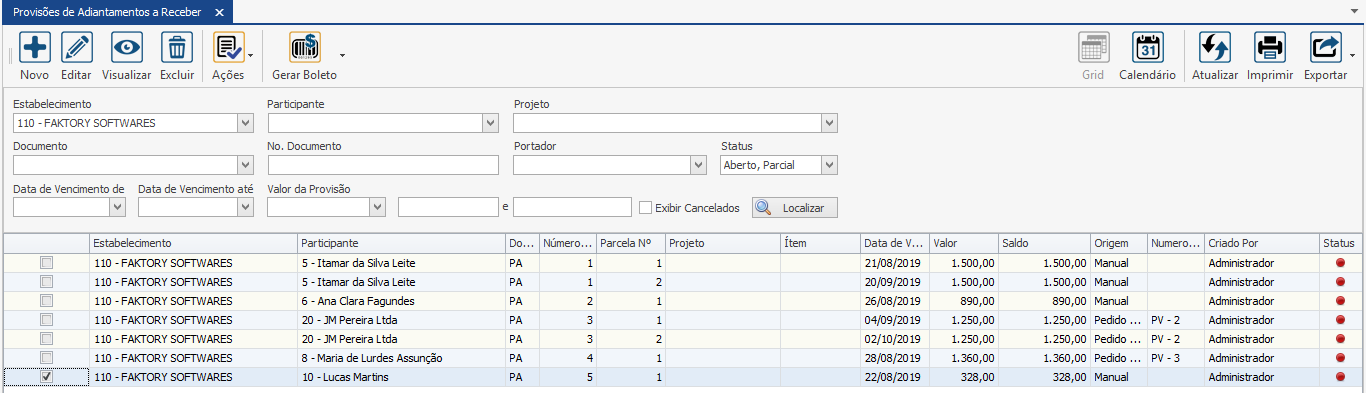 Provisões de Adiantamentos a Receber
Novo Editar Visualizar Excluir Ações Gerar Boleto Grid 31 Calendário Atualizar Imprimir Exportar
Estabelecimento Participante Projeto
110 - FAKTORY SOFTWARES
Documento No. Documento Portador Status
Aberto, Parcial
Data de Vencimento de Data de Vencimento até Valor da Provisão
e Exibir Cancelados Localizar
Estabelecimento Participante Do... Número... Parcela Nº Projeto Ítem Data de V... Valor Saldo Origem Numero... Criado Por Status
110 - FAKTORY SOFTWARES 5 - Itamar da Silva Leite PA 1 1 21/08/2019 1.500,00 1.500,00 Manual Administrador
110 - FAKTORY SOFTWARES 5 - Itamar da Silva Leite PA 1 2 20/09/2019 1.500,00 1.500,00 Manual Administrador
110 - FAKTORY SOFTWARES 6 - Ana Clara Fagundes PA 2 1 26/08/2019 890,00 890,00 Manual Administrador
110 - FAKTORY SOFTWARES 20 - JM Pereira Ltda PA 3 1 04/09/2019 1.250,00 1.250,00 Pedido ... PV - 2 Administrador
110 - FAKTORY SOFTWARES 20 - JM Pereira Ltda PA 3 2 02/10/2019 1.250,00 1.250,00 Pedido ... PV - 2 Administrador
110 - FAKTORY SOFTWARES 8 - Maria de Lurdes Assunção PA 4 1 28/08/2019 1.360,00 1.360,00 Pedido ... PV - 3 Administrador
110 - FAKTORY SOFTWARES 10 - Lucas Martins PA 5 1 22/08/2019 328,00 328,00 Manual Administrador